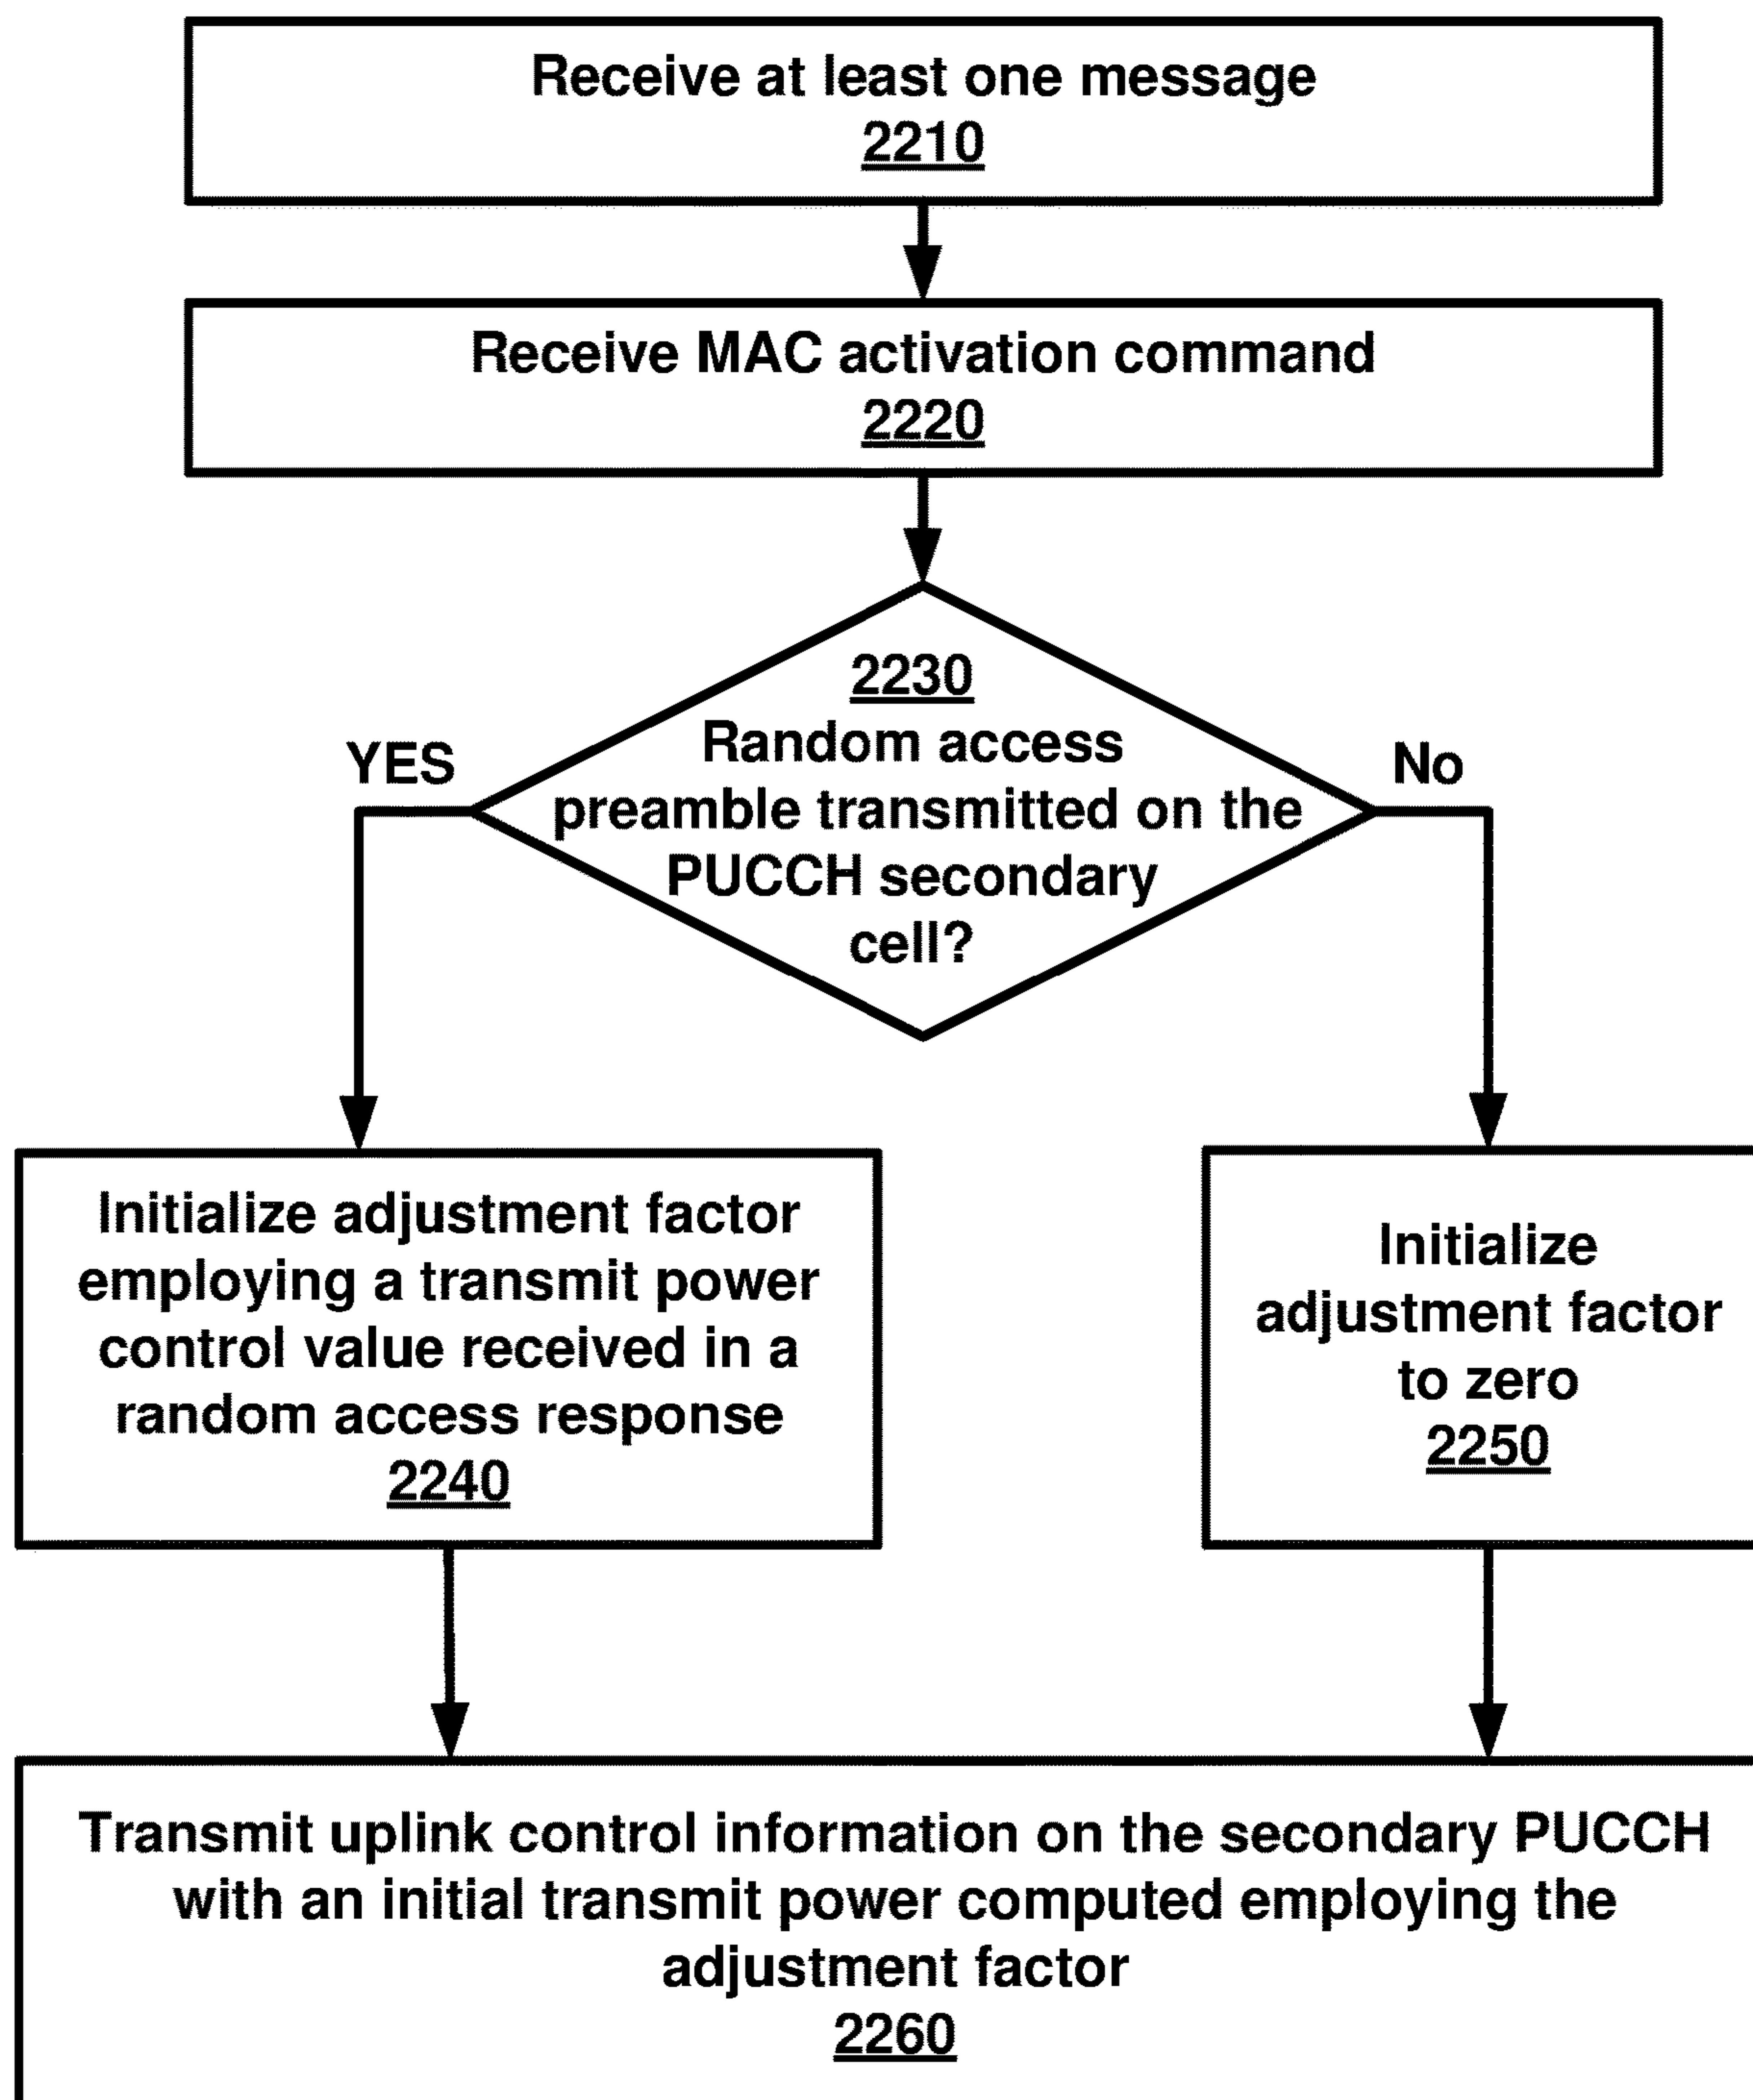 Receive at least one message
2210
Receive MAC activation command
2220
2230
Random access
preamble transmitted on the
PUCCH secondary
cell?
YES
No
Initialize adjustment factor
employing a transmit power
control value received in a
random access response
2240
Initialize
adjustment factor
to zero
2250
Transmit uplink control information on the secondary PUCCH
with an initial transmit power computed employing the
adjustment factor
2260